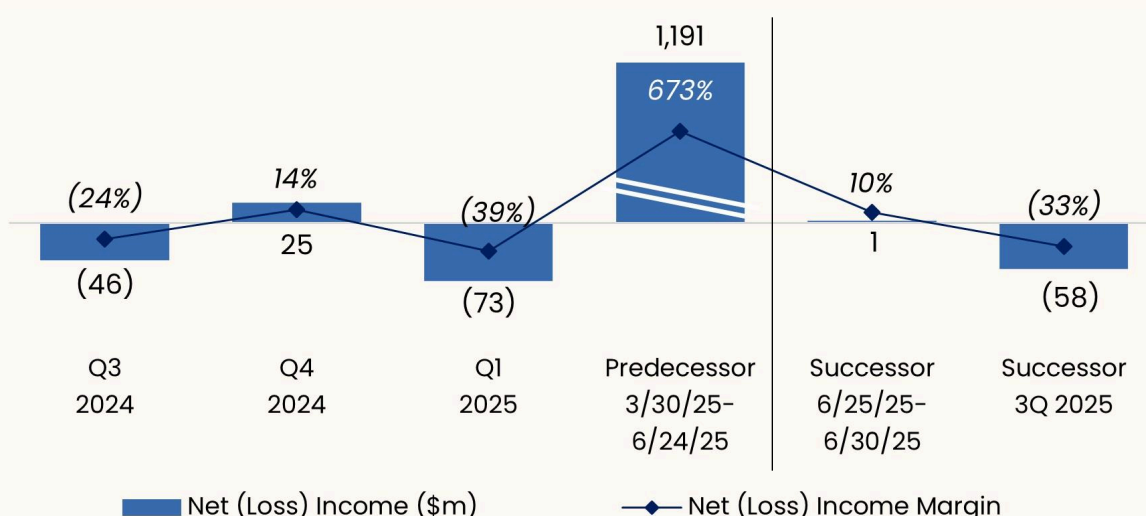 1,191
673%
(24%)
14%
(39%)
10%
(33%)
(46)
25
(73)
1
(58)
Q3
2024
Q4
2024
Q1
2025
Predecessor
3/30/25-
6/24/25
Successor
6/25/25-
6/30/25
Successor
3Q 2025
Net (Loss) Income ($m)
Net (Loss) Income Margin